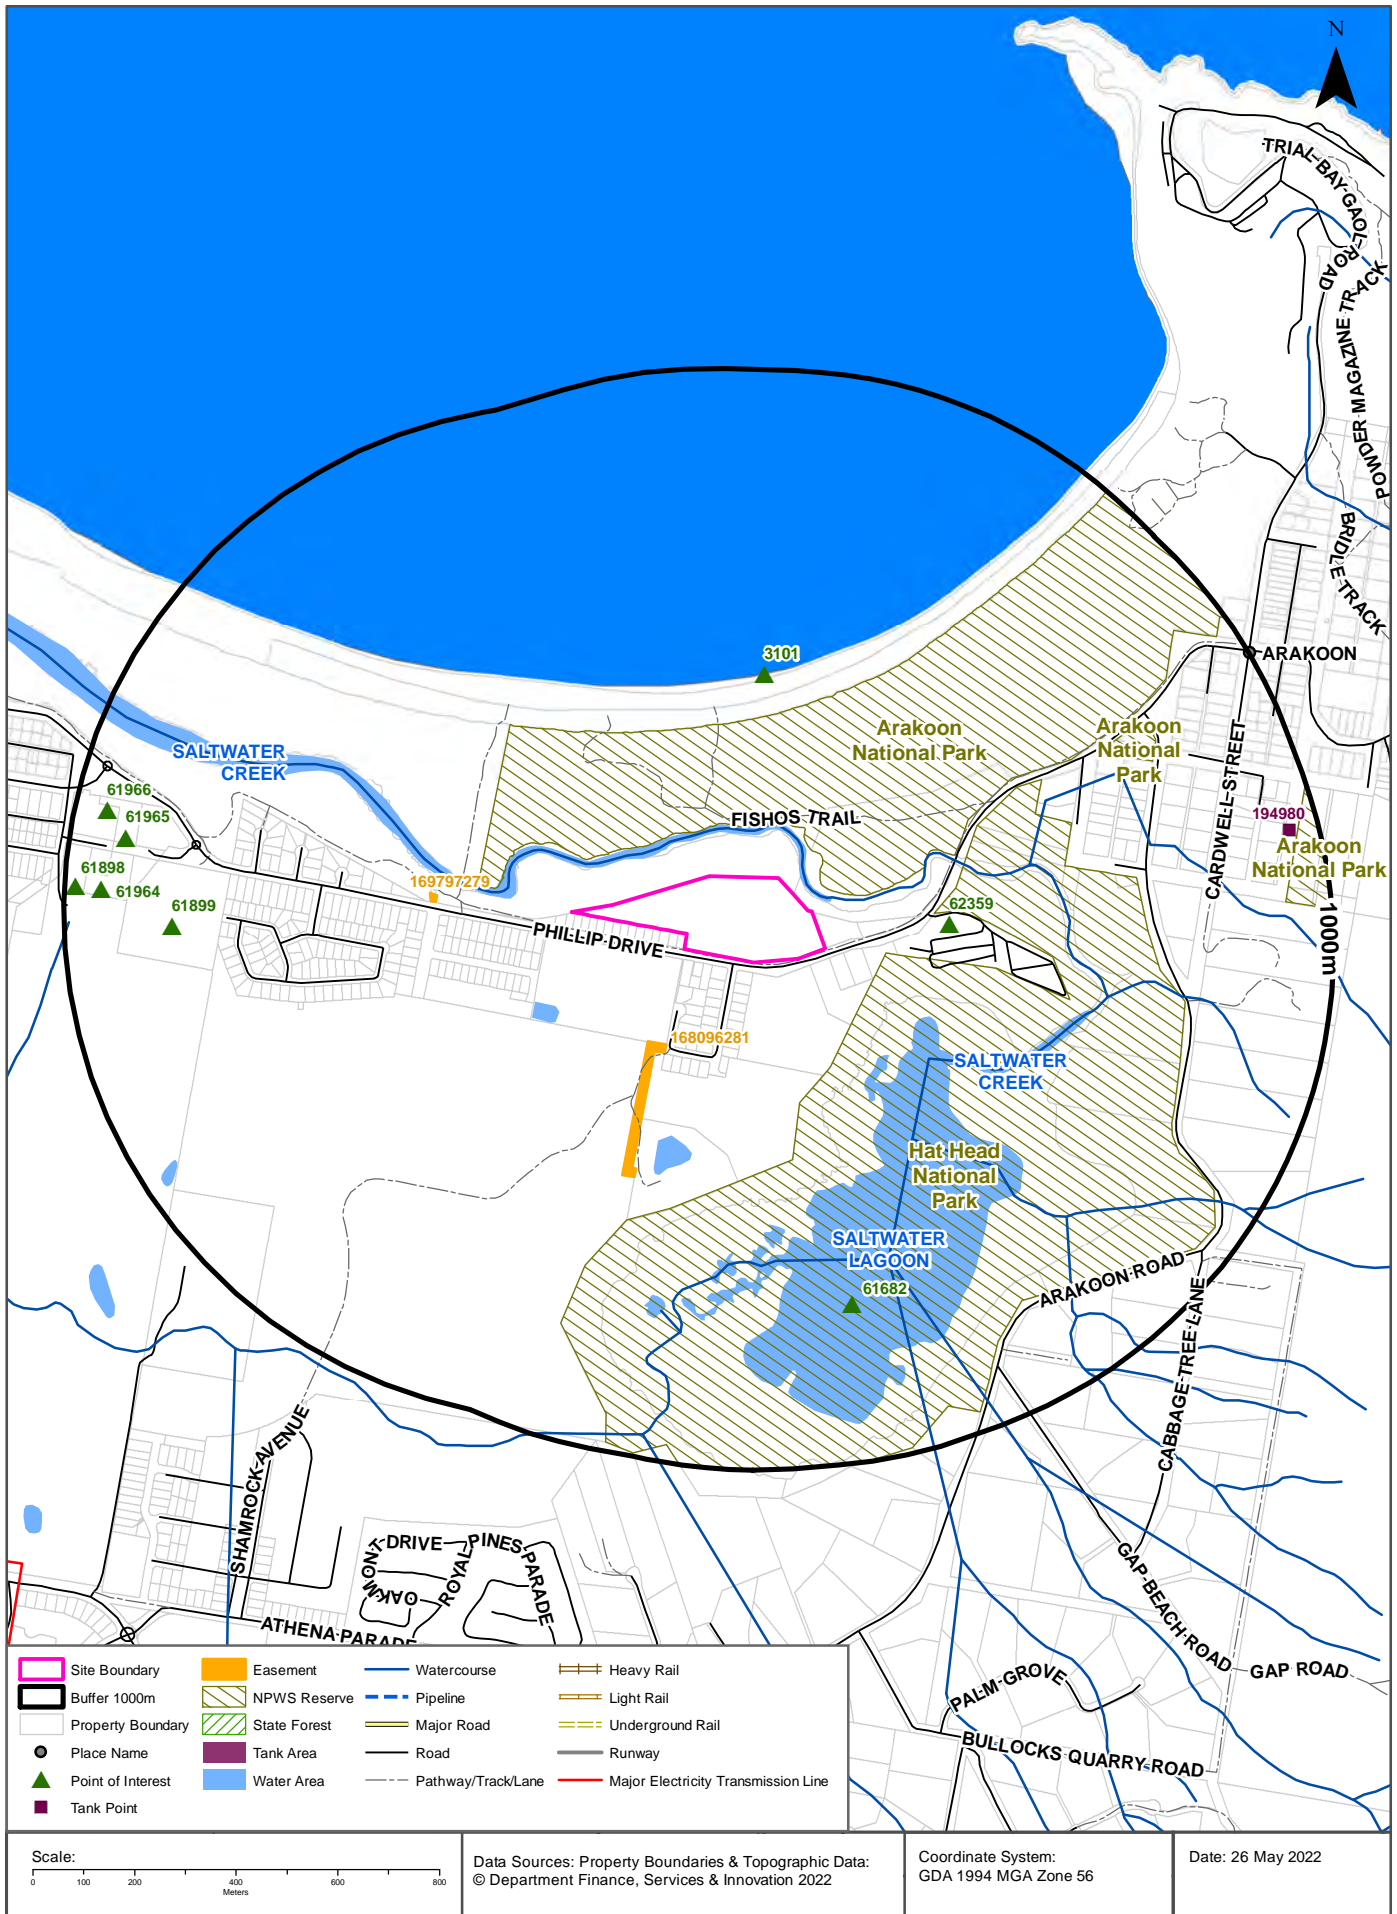 N
TRIAL BAY GAOL ROAD
POWDER MAGAZINE TRACK
BRIDLE TRACK
3101
ARAKOON
Arakoon
National Park
Arakoon
National
Park
CARDWELL STREET
SALTWATER
CREEK
61966
61965
FISHOS TRAIL
194980
Arakoon
National Park
61898
61964
169797279
61899
62359
PHILLIP DRIVE
1000m
168096281
SALTWATER
CREEK
Hat Head
National
Park
SALTWATER
LAGOON
61682
ARAKOON ROAD
CABBAGE TREE LANE
SHAMROCK AVENUE
OAKMONT DRIVE
ROYAL PINES PARADE
ATHENA PARADE
GAP BEACH ROAD
GAP ROAD
PALM GROVE
BULLOCKS QUARRY ROAD
Site Boundary
Easement
Watercourse
Heavy Rail
Buffer 1000m
NPWS Reserve
Pipeline
Light Rail
Property Boundary
State Forest
Major Road
Underground Rail
Place Name
Tank Area
Road
Runway
Point of Interest
Water Area
Pathway/Track/Lane
Major Electricity Transmission Line
Tank Point
Scale:
0 100 200 400 600 800
Meters
Data Sources: Property Boundaries & Topographic Data:
© Department Finance, Services & Innovation 2022
Coordinate System:
GDA 1994 MGA Zone 56
Date: 26 May 2022